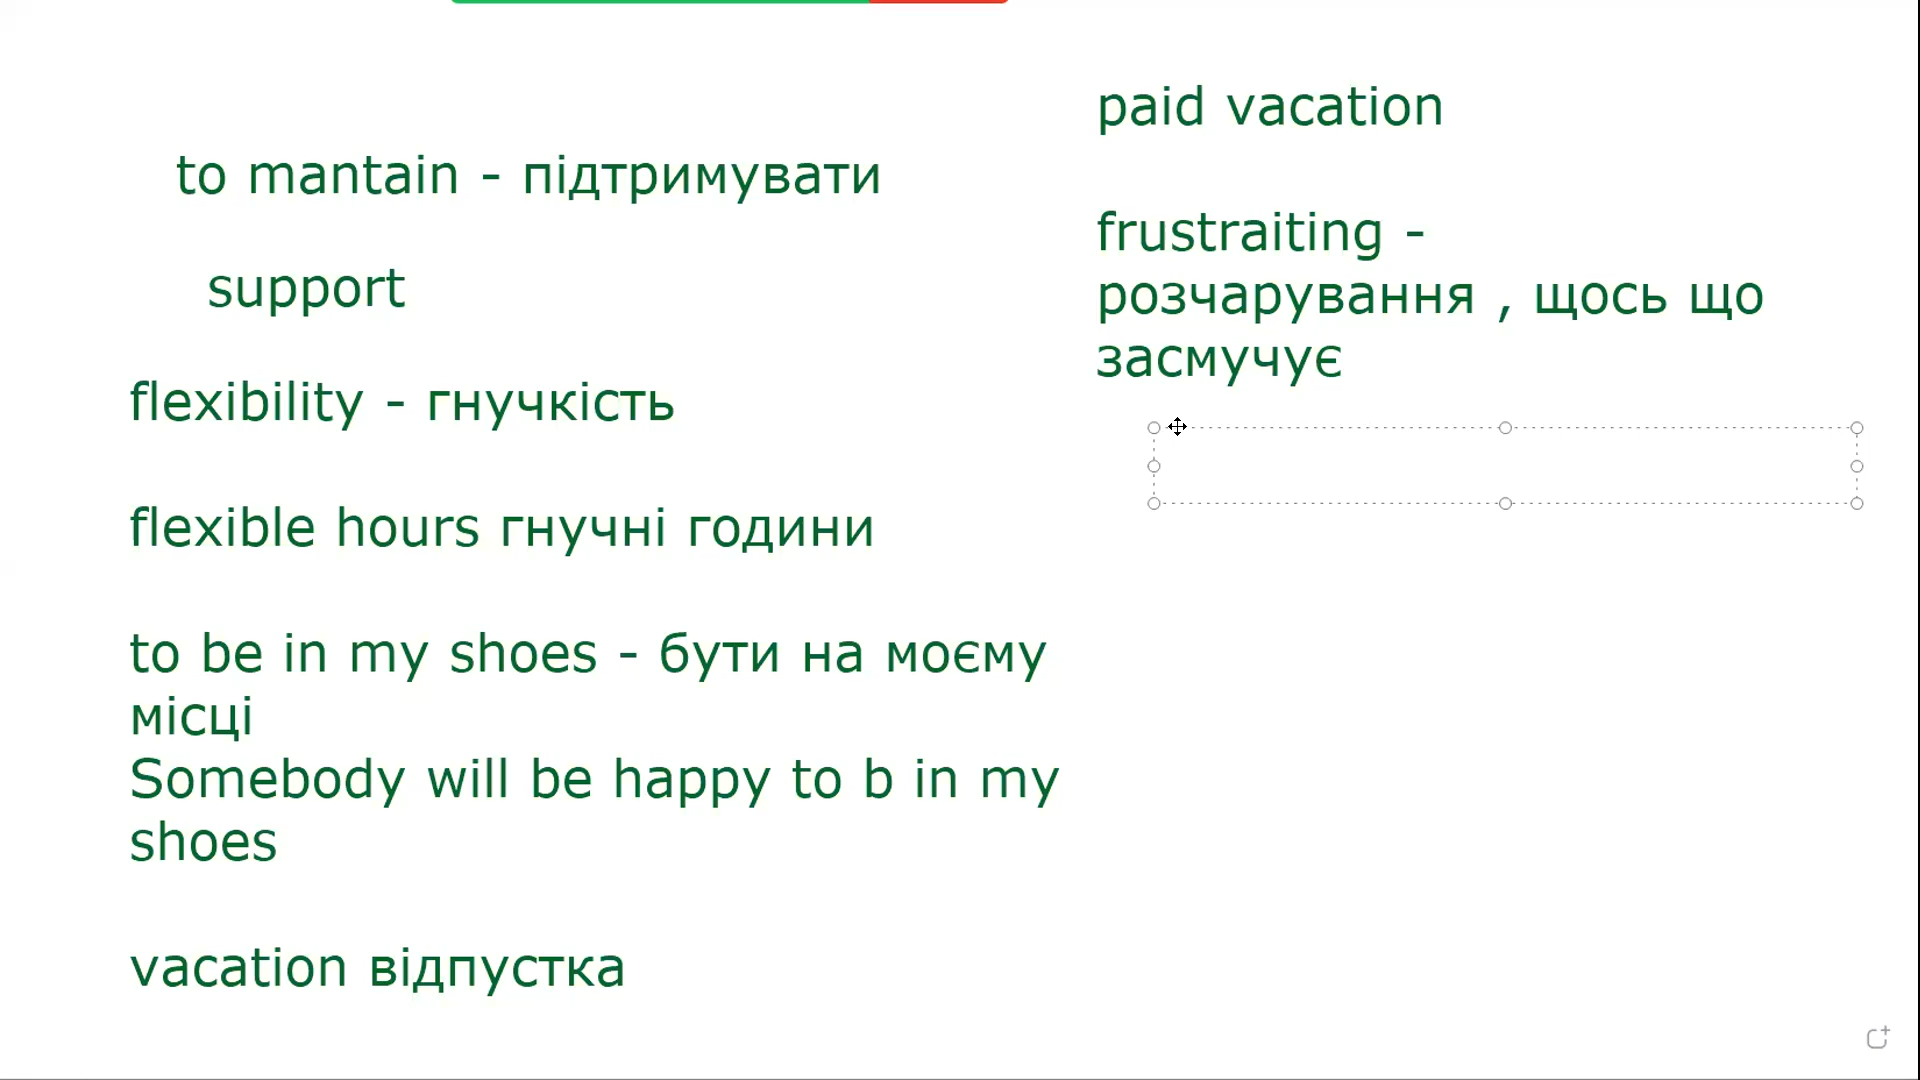 to mantain - підтримувати
support
flexibility - гнучкість
flexible hours гнучні години
to be in my shoes - бути на моєму
місці
Somebody will be happy to b in my
shoes
vacation відпустка
paid vacation
frustraiting -
розчарування , щось що
засмучує